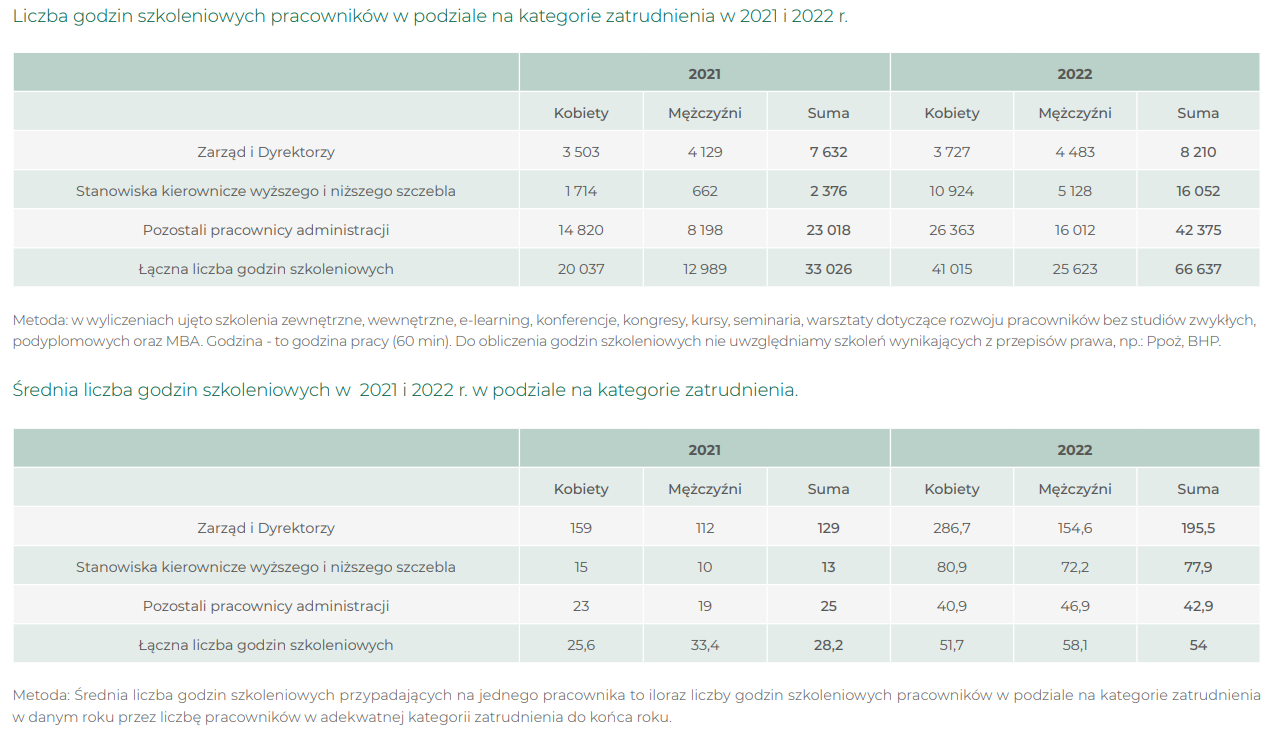 Liczba godzin szkoleniowych pracowników w podziale na kategorie zatrudnienia w 2021 i 2022 r.
2021 2022
Kobiety Mężczyźni Suma Kobiety Mężczyźni Suma
Zarząd i Dyrektorzy 3 503 4 129 7 632 3 727 4 483 8 210
Stanowiska kierownicze wyższego i niższego szczebla 1 714 662 2 376 10 924 5 128 16 052
Pozostali pracownicy administracji 14 820 8 198 23 018 26 363 16 012 42 375
Łączna liczba godzin szkoleniowych 20 037 12 989 33 026 41 015 25 623 66 637
Metoda: w wyliczeniach ujęto szkolenia zewnętrzne, wewnętrzne, e-learning, konferencje, kongresy, kursy, seminaria, warsztaty dotyczące rozwoju pracowników bez studiów zwykłych,
podyplomowych oraz MBA. Godzina - to godzina pracy (60 min). Do obliczenia godzin szkoleniowych nie uwzględniamy szkoleń wynikających z przepisów prawa, np.: Ppoż, BHP.
Średnia liczba godzin szkoleniowych w 2021 i 2022 r. w podziale na kategorie zatrudnienia.
2021 2022
Kobiety Mężczyźni Suma Kobiety Mężczyźni Suma
Zarząd i Dyrektorzy 159 112 129 286,7 154,6 195,5
Stanowiska kierownicze wyższego i niższego szczebla 15 10 13 80,9 72,2 77,9
Pozostali pracownicy administracji 23 19 25 40,9 46,9 42,9
Łączna liczba godzin szkoleniowych 25,6 33,4 28,2 51,7 58,1 54
Metoda: Średnia liczba godzin szkoleniowych przypadających na jednego pracownika to iloraz liczby godzin szkoleniowych pracowników w podziale na kategorie zatrudnienia
w danym roku przez liczbę pracowników w adekwatnej kategorii zatrudnienia do końca roku.